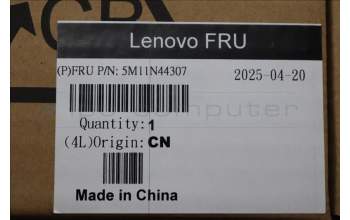 Lenovo FRU
(P)FRU P/N: 5M11N44307
2025-04-20
Quantity:1
(4L)Origin:CN
Made in China